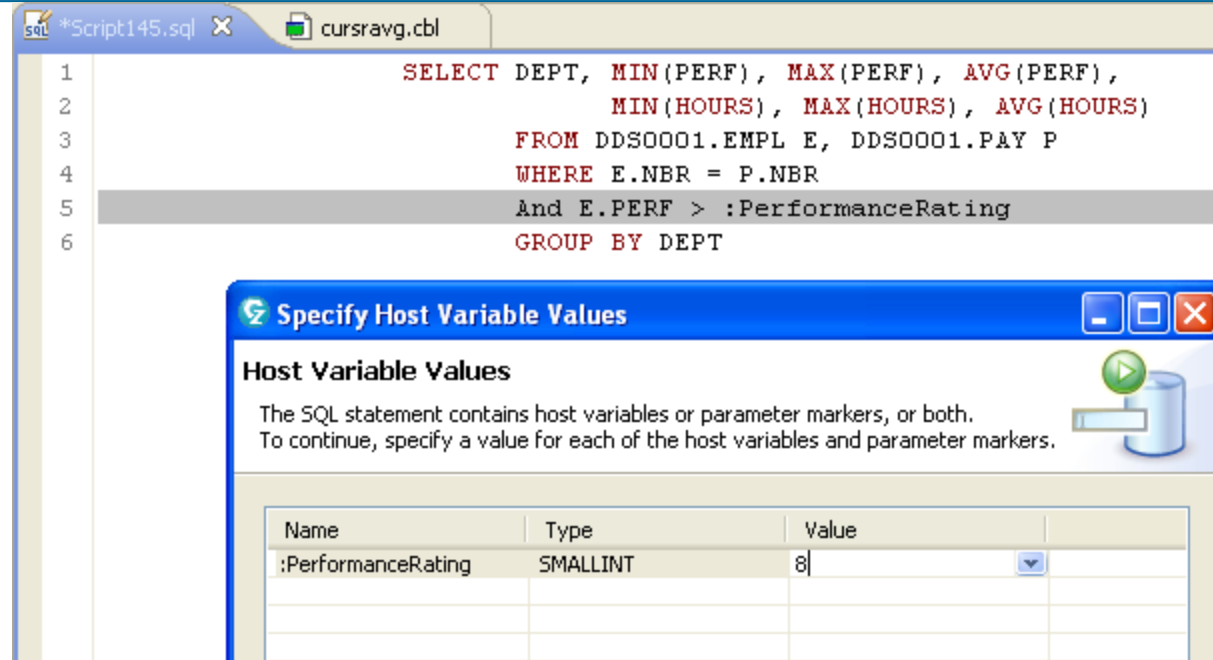 SQL *Script145.sql cursravg.cbl
1 SELECT DEPT, MIN(PERF), MAX(PERF), AVG(PERF),
2 MIN(HOURS), MAX(HOURS), AVG(HOURS)
3 FROM DDS0001.EMPL E, DDS0001.PAY P
4 WHERE E.NBR = P.NBR
5 And E.PERF > :PerformanceRating
6 GROUP BY DEPT
Specify Host Variable Values
Host Variable Values
The SQL statement contains host variables or parameter markers, or both.
To continue, specify a value for each of the host variables and parameter markers.
Name Type Value
:PerformanceRating SMALLINT 8